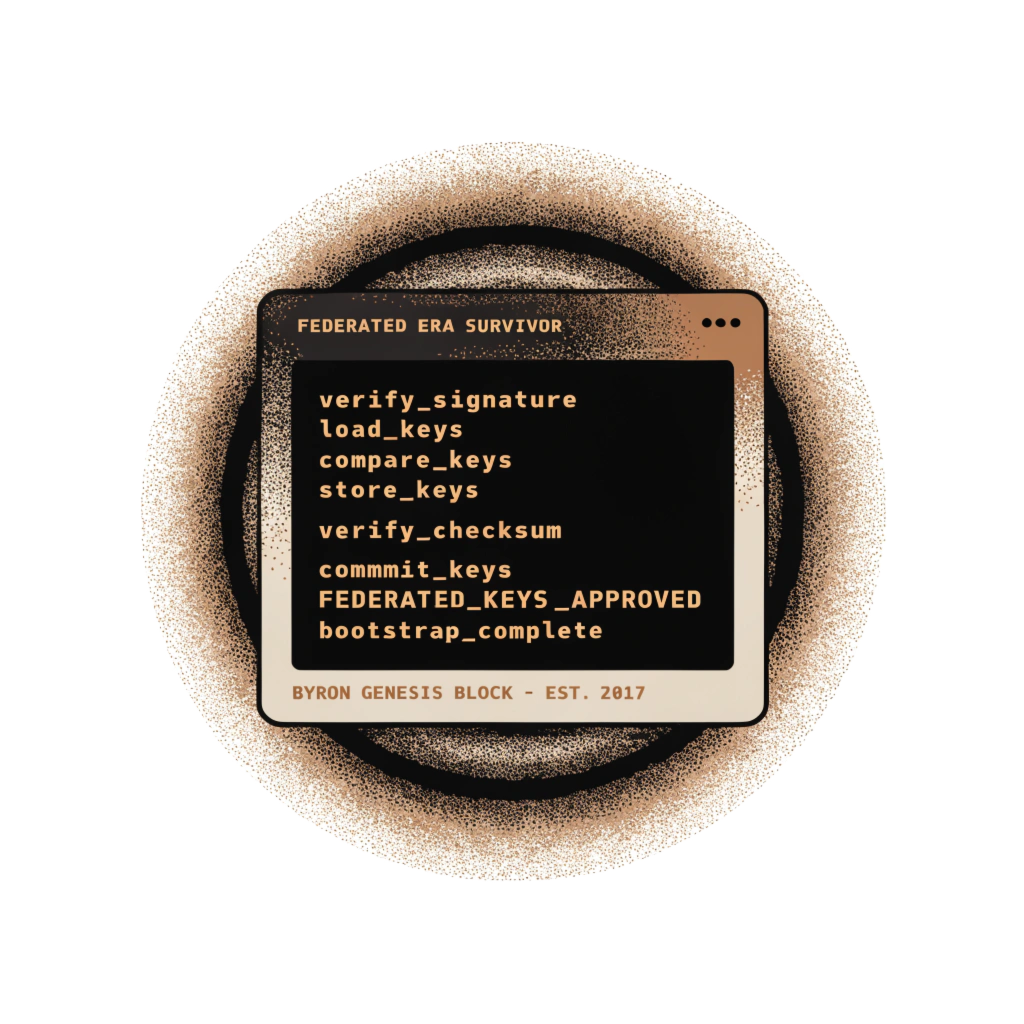 FEDERATED ERA SURVIVOR
verify_signature
load_keys
compare_keys
store_keys
verify_checksum
commmit_keys
FEDERATED_KEYS_APPROVED
bootstrap_complete
BYRON GENESIS BLOCK - EST. 2017